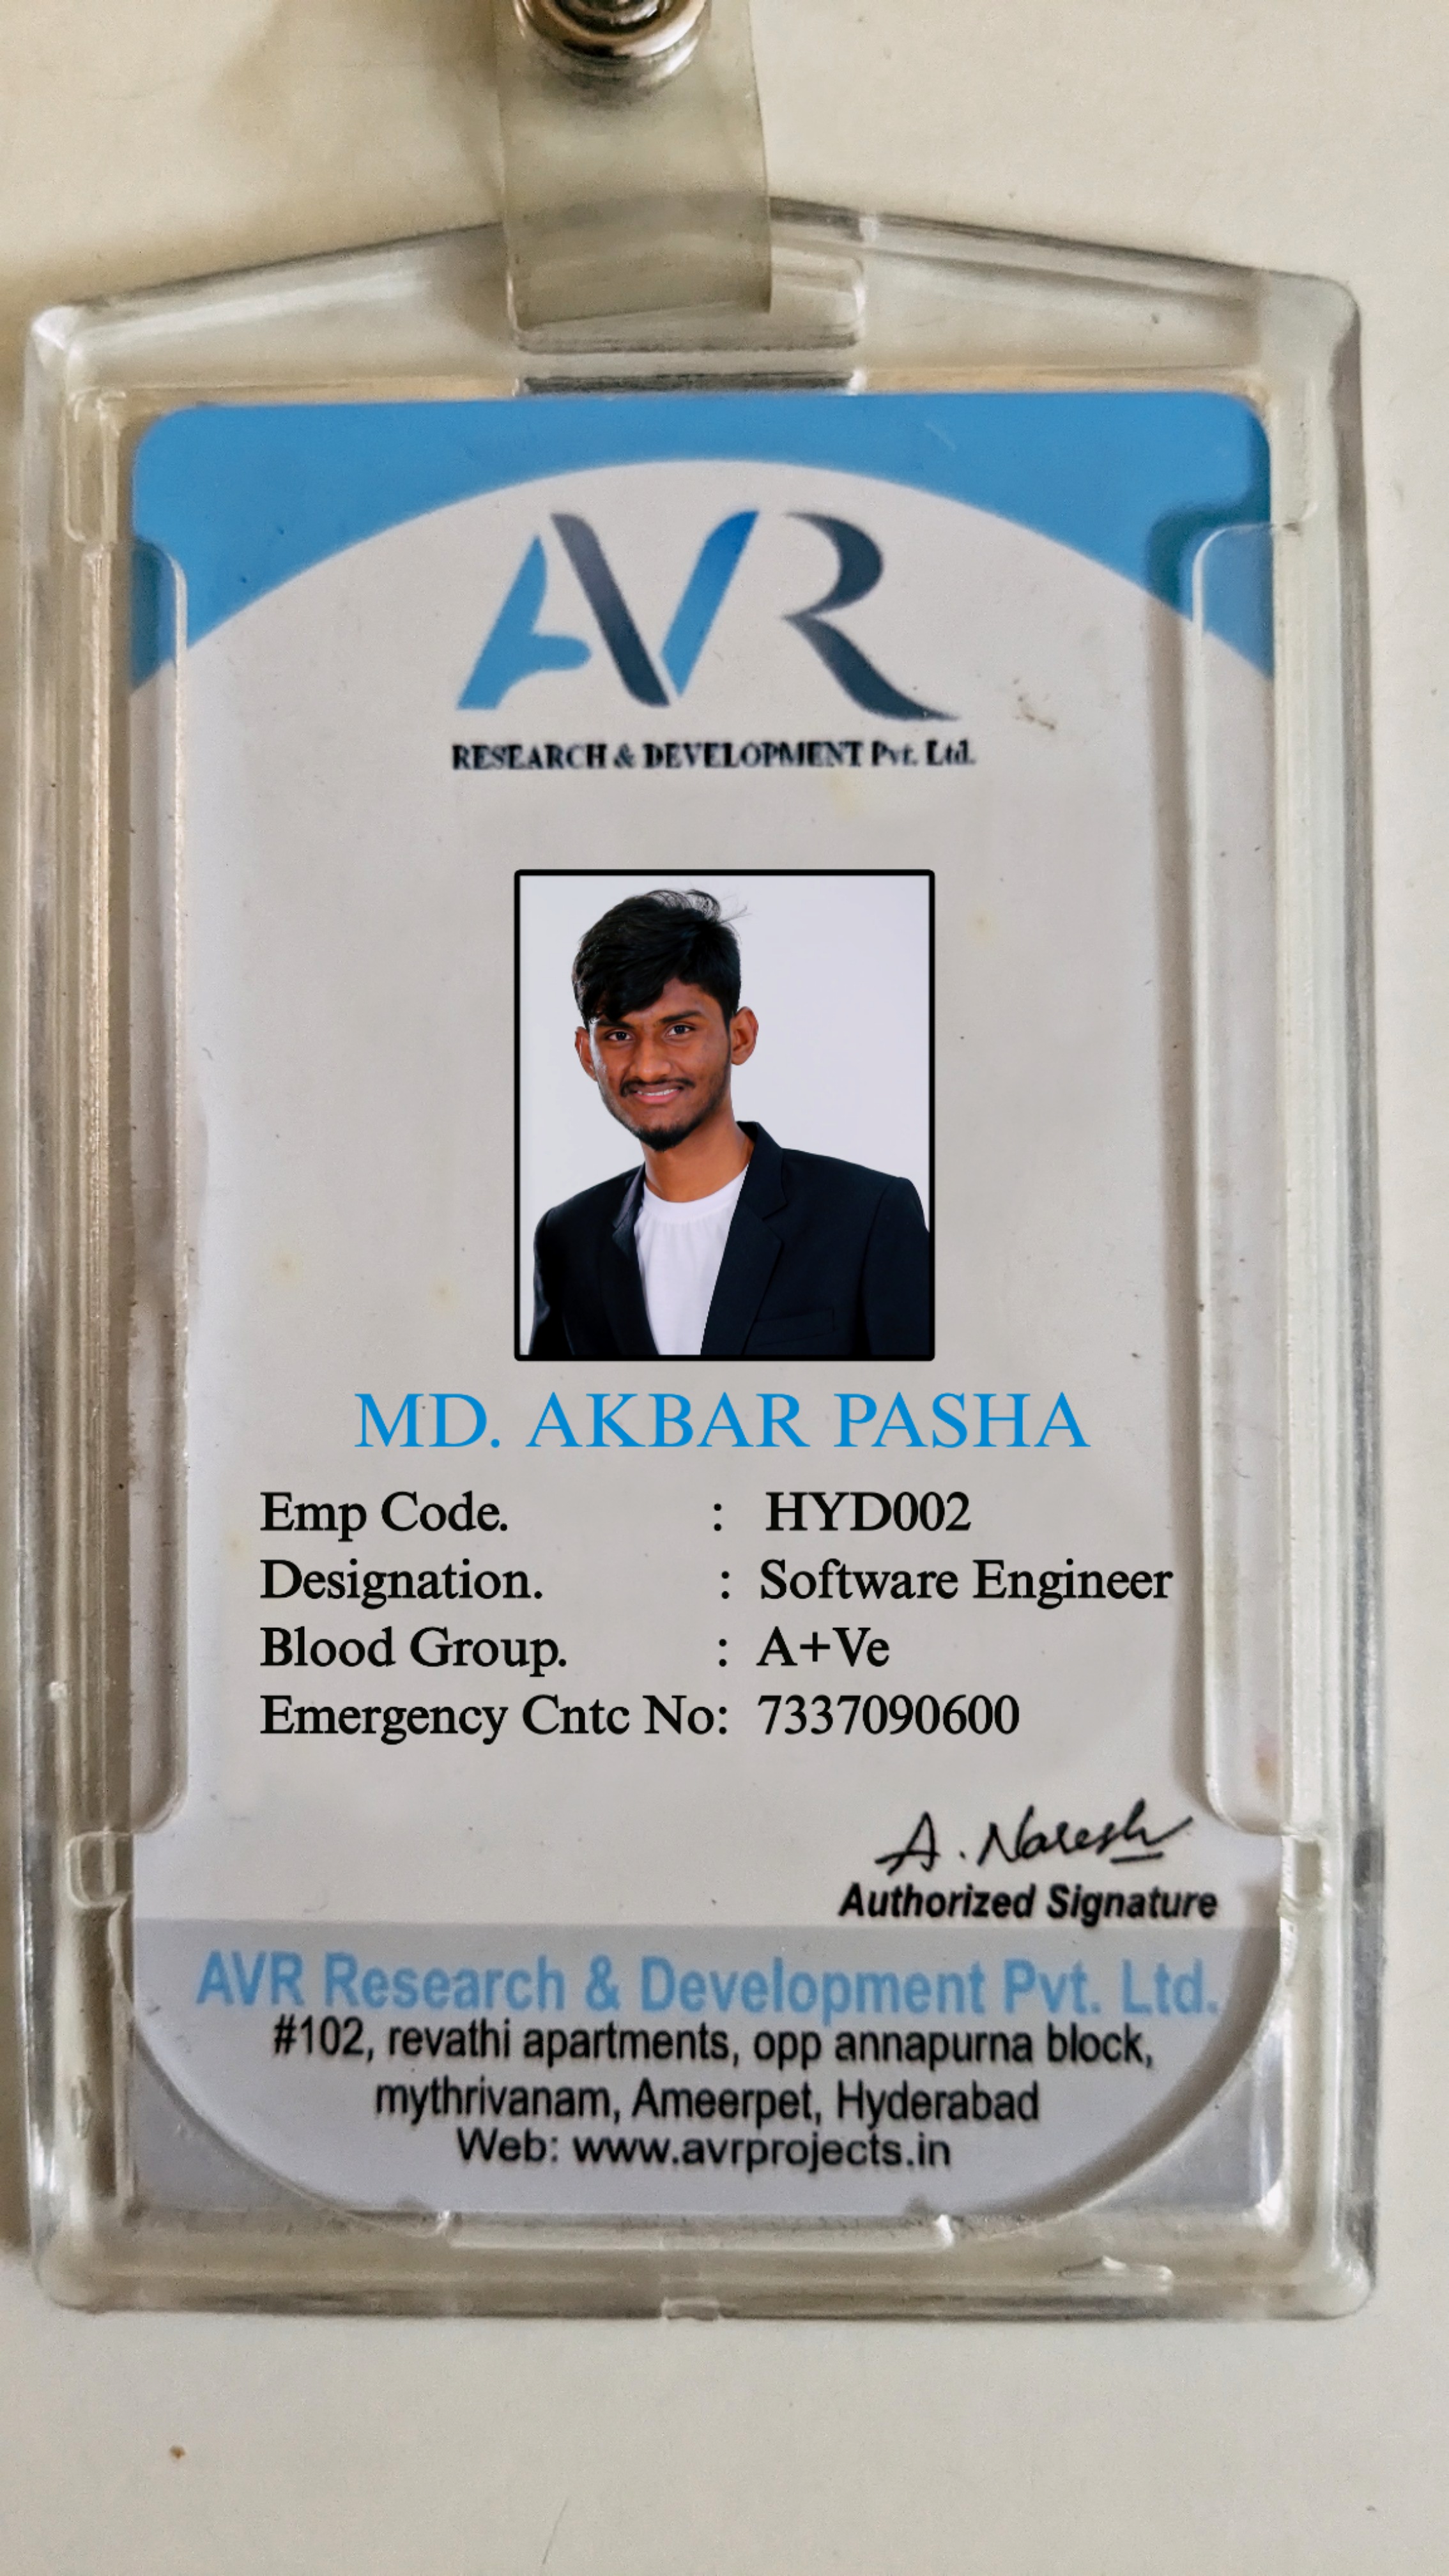 AVR
RESEARCH & DEVELOPMENT Pvt. Ltd.
MD. AKBAR PASHA
Emp Code. : HYD002
Designation. : Software Engineer
Blood Group. : A+Ve
Emergency Cntc No: 7337090600
A. Naresh
Authorized Signature
AVR Research & Development Pvt. Ltd.
#102, revathi apartments, opp annapurna block,
mythrivanam, Ameerpet, Hyderabad
Web: www.avrprojects.in